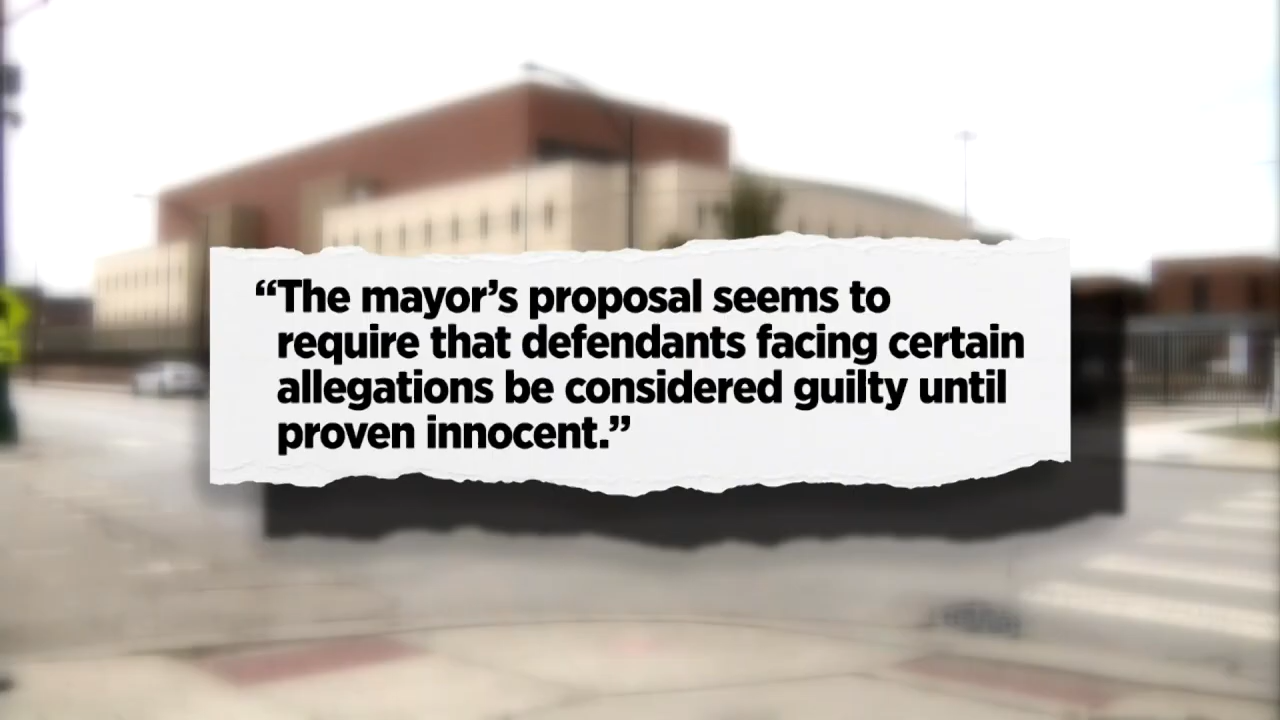 “The mayor’s proposal seems to
require that defendants facing certain
allegations be considered guilty until
proven innocent.”